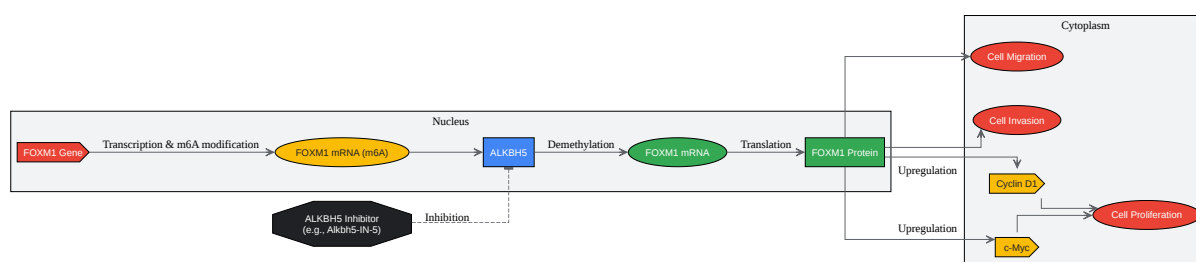 Cytoplasm
Cell Migration
Nucleus
Cell Invasion
FOXM1 Gene
Transcription & m6A modification
FOXM1 mRNA (m6A)
ALKBH5
Demethylation
FOXM1 mRNA
Translation
FOXM1 Protein
Upregulation
Cyclin D1
ALKBH5 Inhibitor
(e.g., Alkbh5-IN-5)
Inhibition
Cell Proliferation
Upregulation
c-Myc